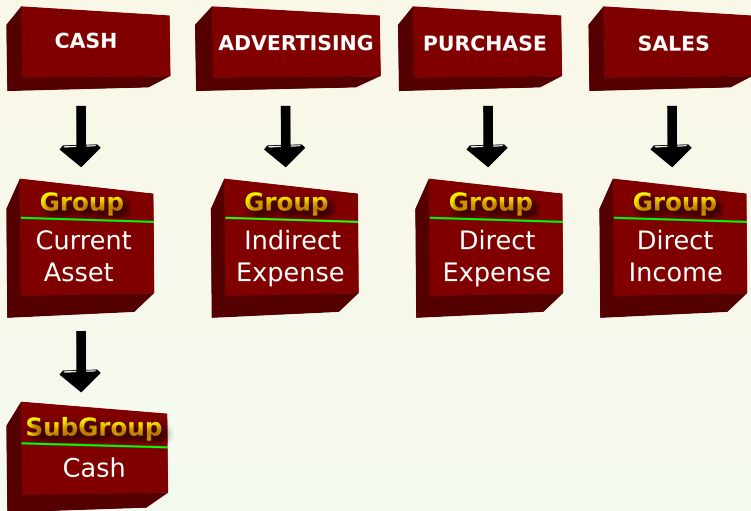 CASH
ADVERTISING
PURCHASE
SALES
Group
Current
Asset
Group
Indirect
Expense
Group
Direct
Expense
Group
Direct
Income
SubGroup
Cash